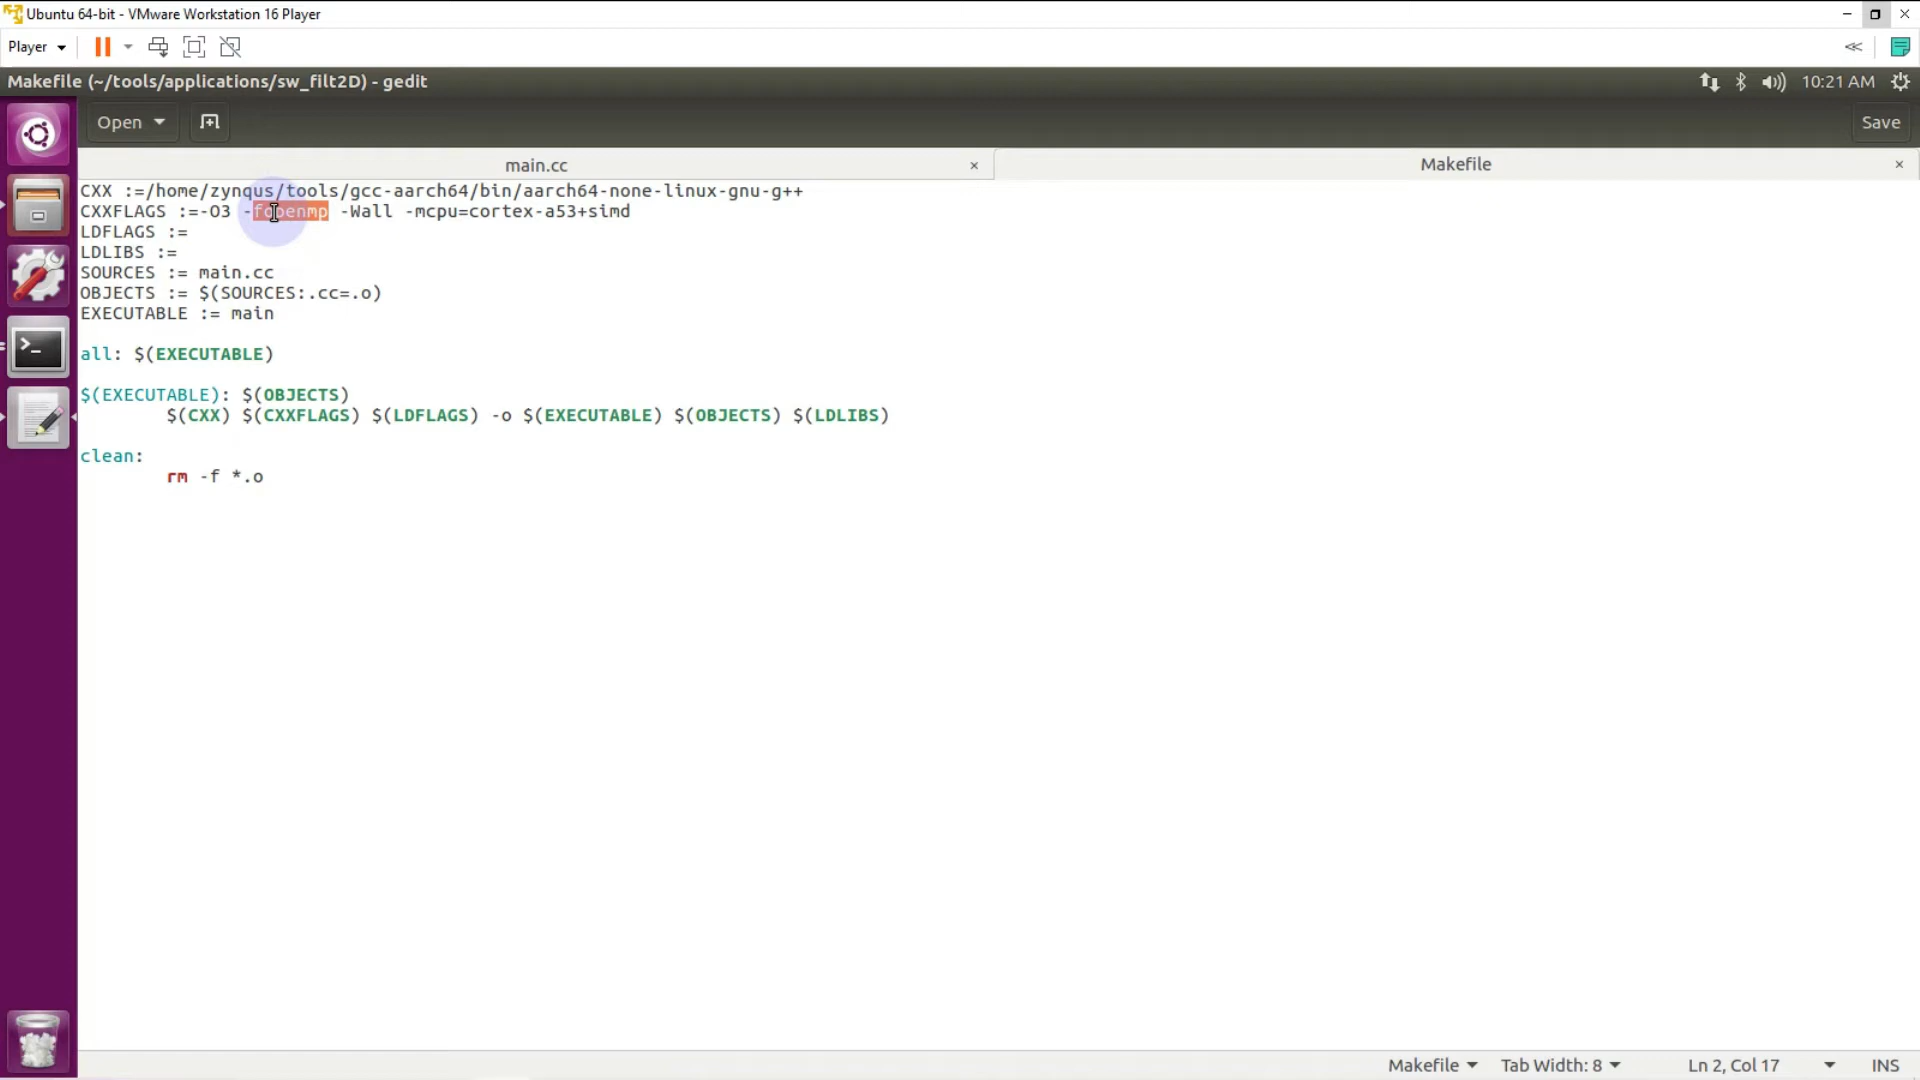 Ubuntu 64-bit - VMware Workstation 16 Player
Player
Makefile (~/tools/applications/sw_filt2D) - gedit
10:21 AM
Open
Save
main.cc
Makefile
CXX :=/home/zynqus/tools/gcc-aarch64/bin/aarch64-none-linux-gnu-g++
CXXFLAGS :=-O3 -fopenmp -Wall -mcpu=cortex-a53+simd
LDFLAGS :=
LDLIBS :=
SOURCES := main.cc
OBJECTS := $(SOURCES:.cc=.o)
EXECUTABLE := main
all: $(EXECUTABLE)
$(EXECUTABLE): $(OBJECTS)
$(CXX) $(CXXFLAGS) $(LDFLAGS) -o $(EXECUTABLE) $(OBJECTS) $(LDLIBS)
clean:
rm -f *.o
Makefile
Tab Width: 8
Ln 2, Col 17
INS